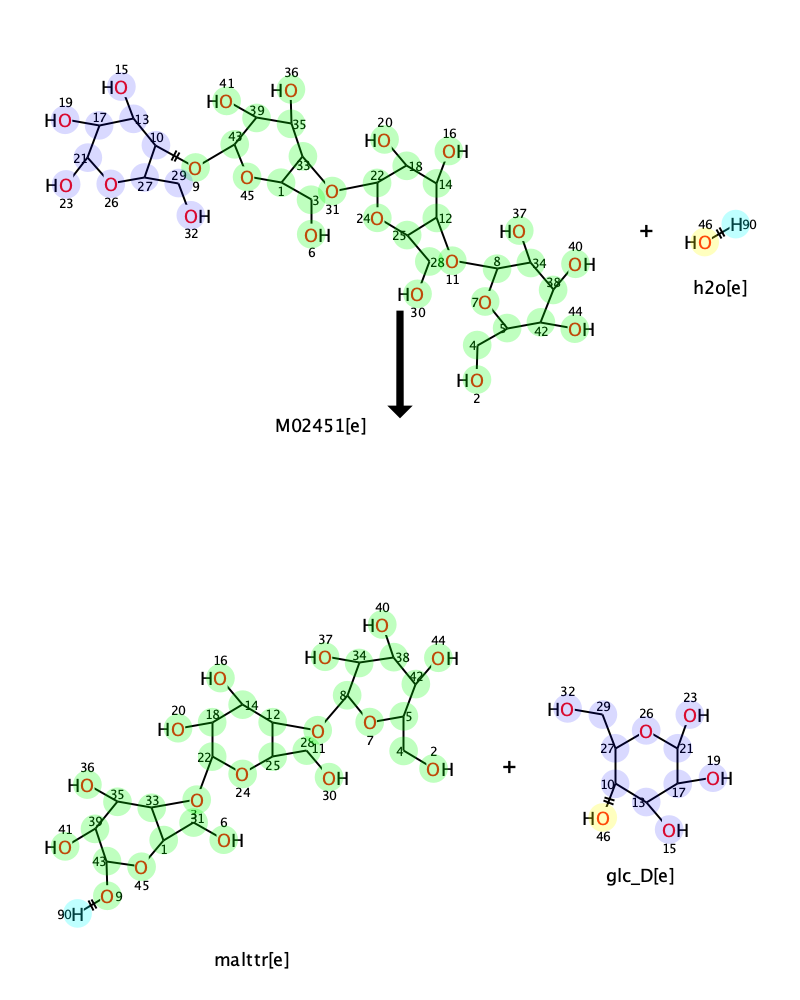 15
HO
19
HO
17
13
10
21
HO
23
O
26
27
29
OH
32
O
9
41
HO
36
HO
39
35
43
33
O
45
1
3
OH
6
O
31
20
HO
16
OH
18
22
14
O
24
12
25
28
HO
30
O
11
37
HO
40
OH
8
34
38
7
O
44
OH
5
42
4
HO
2
+
46
HO
H90
h2o[e]
M02451[e]
40
HO
37
HO
34
38
44
OH
42
8
O
7
5
4
2
OH
16
HO
20
HO
18
14
12
O
11
22
O
24
25
28
OH
30
36
HO
35
33
O
31
41
HO
39
6
OH
43
O
45
1
O
9
90H
malttr[e]
+
32
HO
29
26
O
23
OH
27
21
19
OH
10
17
13
HO
46
OH
15
glc_D[e]